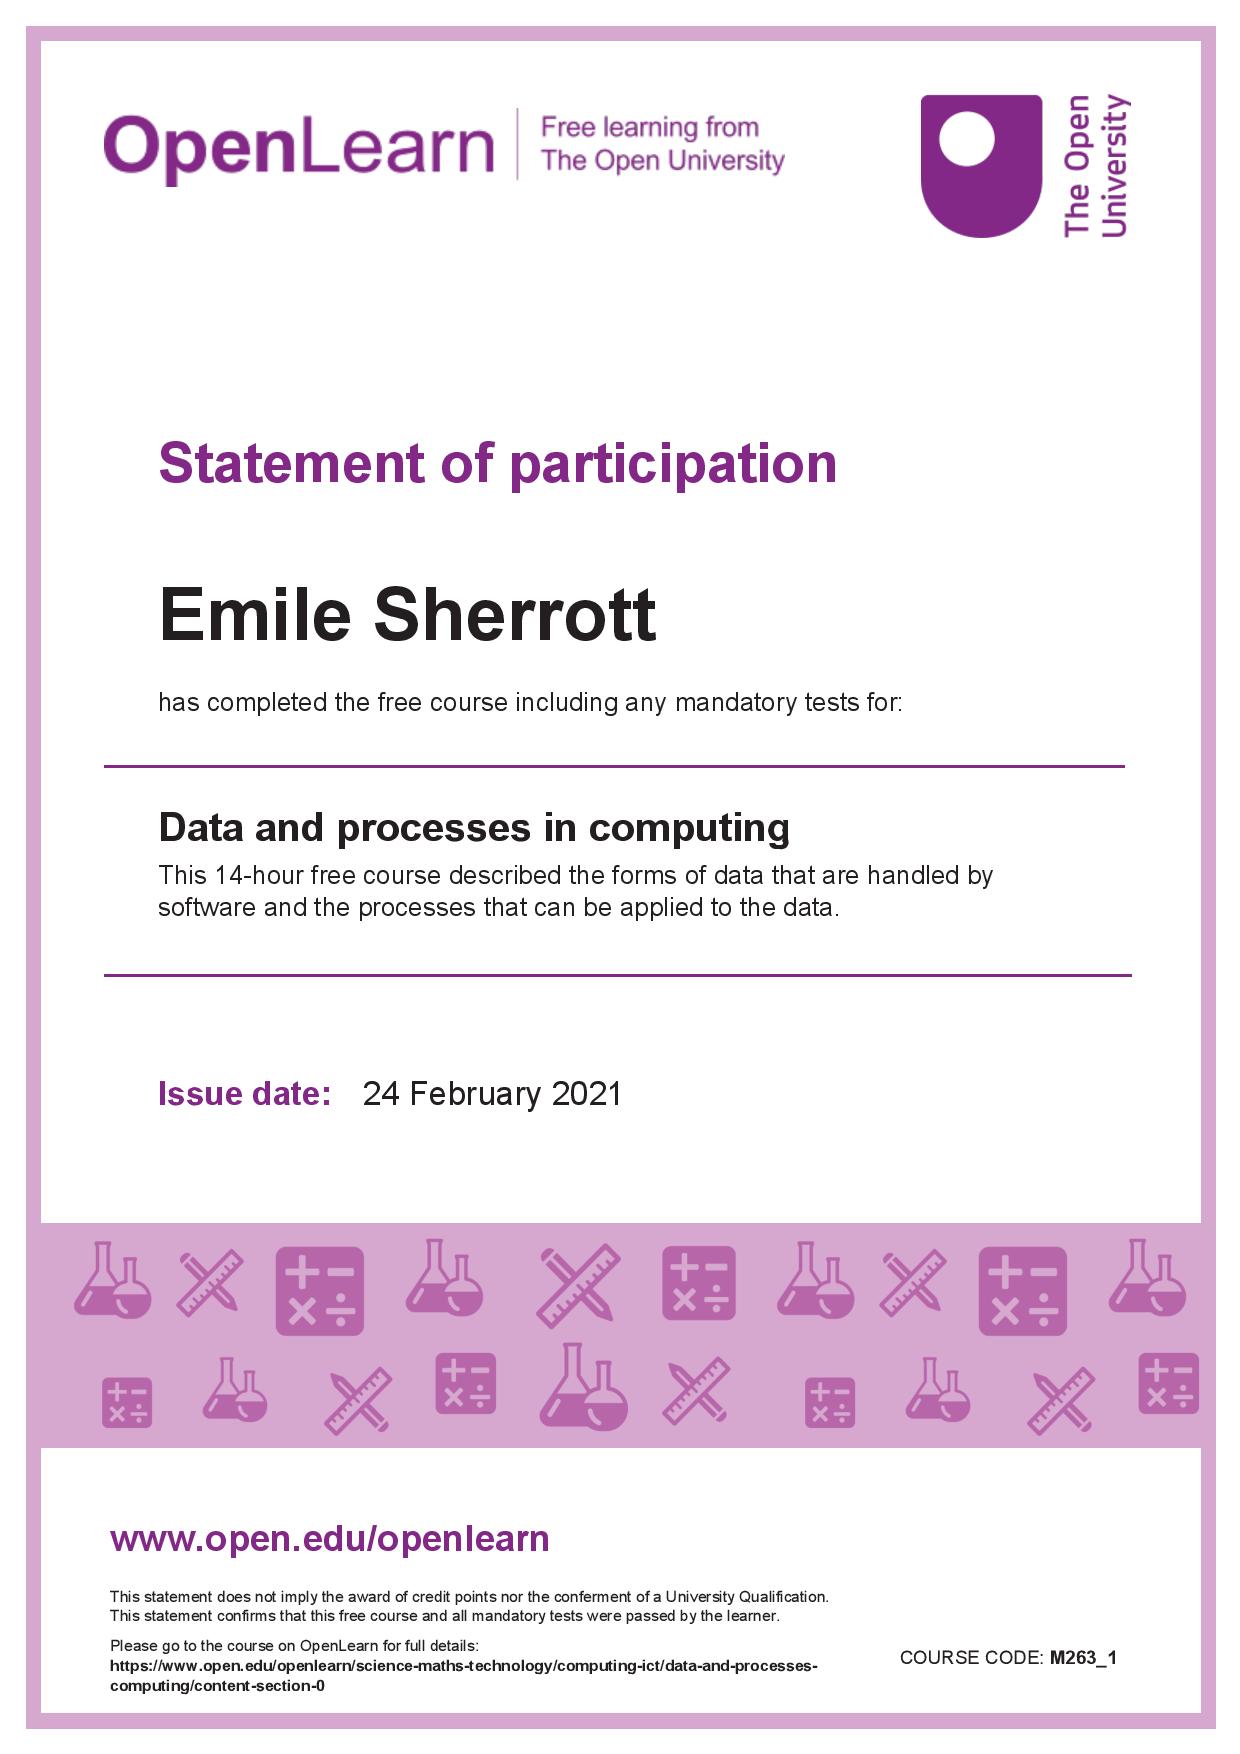 OpenLearn
Free learning from
The Open University
The Open
University
Statement of participation
Emile Sherrott
has completed the free course including any mandatory tests for:
Data and processes in computing
This 14-hour free course described the forms of data that are handled by
software and the processes that can be applied to the data.
Issue date: 24 February 2021
www.open.edu/openlearn
This statement does not imply the award of credit points nor the conferment of a University Qualification.
This statement confirms that this free course and all mandatory tests were passed by the learner.
Please go to the course on OpenLearn for full details:
https://www.open.edu/openlearn/science-maths-technology/computing-ict/data-and-processes-
computing/content-section-0
COURSE CODE: M263_1